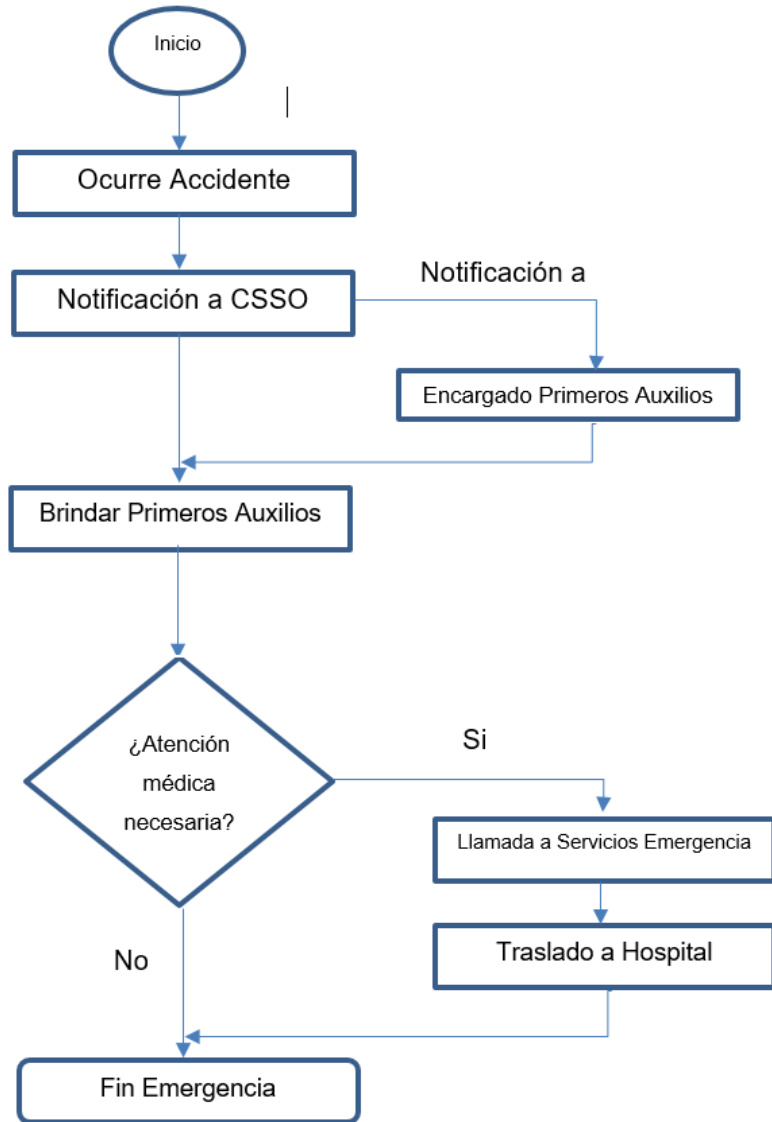 Inicio
Ocurre Accidente
Notificación a CSSO
Notificación a
Encargado Primeros Auxilios
Brindar Primeros Auxilios
¿Atención
médica
necesaria?
Si
Llamada a Servicios Emergencia
Traslado a Hospital
No
Fin Emergencia